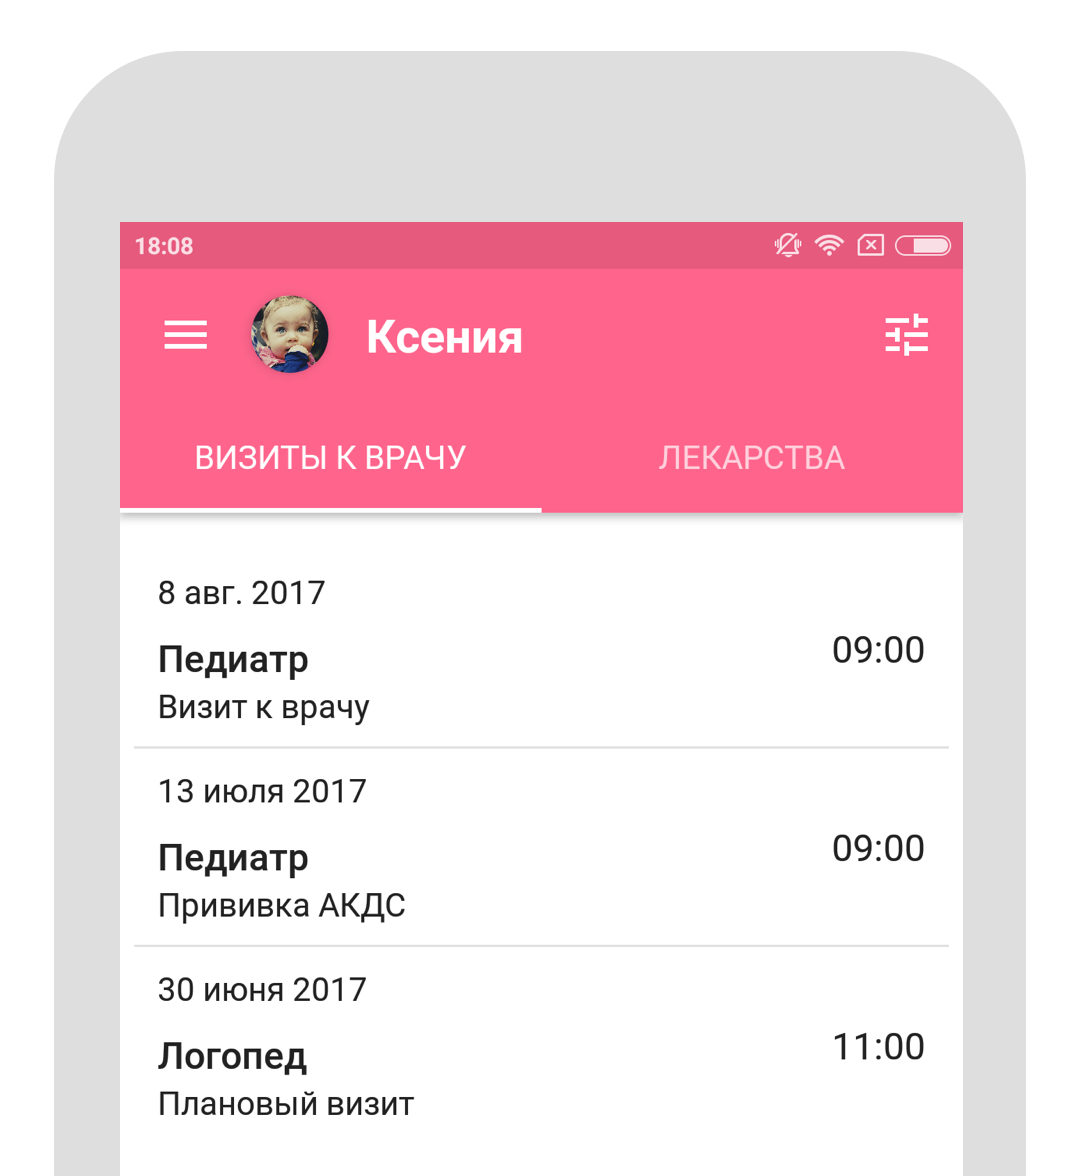 18:08
Ксения
ВИЗИТЫ К ВРАЧУ ЛЕКАРСТВА
8 авг. 2017
Педиатр 09:00
Визит к врачу
13 июля 2017
Педиатр 09:00
Прививка АКДС
30 июня 2017
Логопед 11:00
Плановый визит